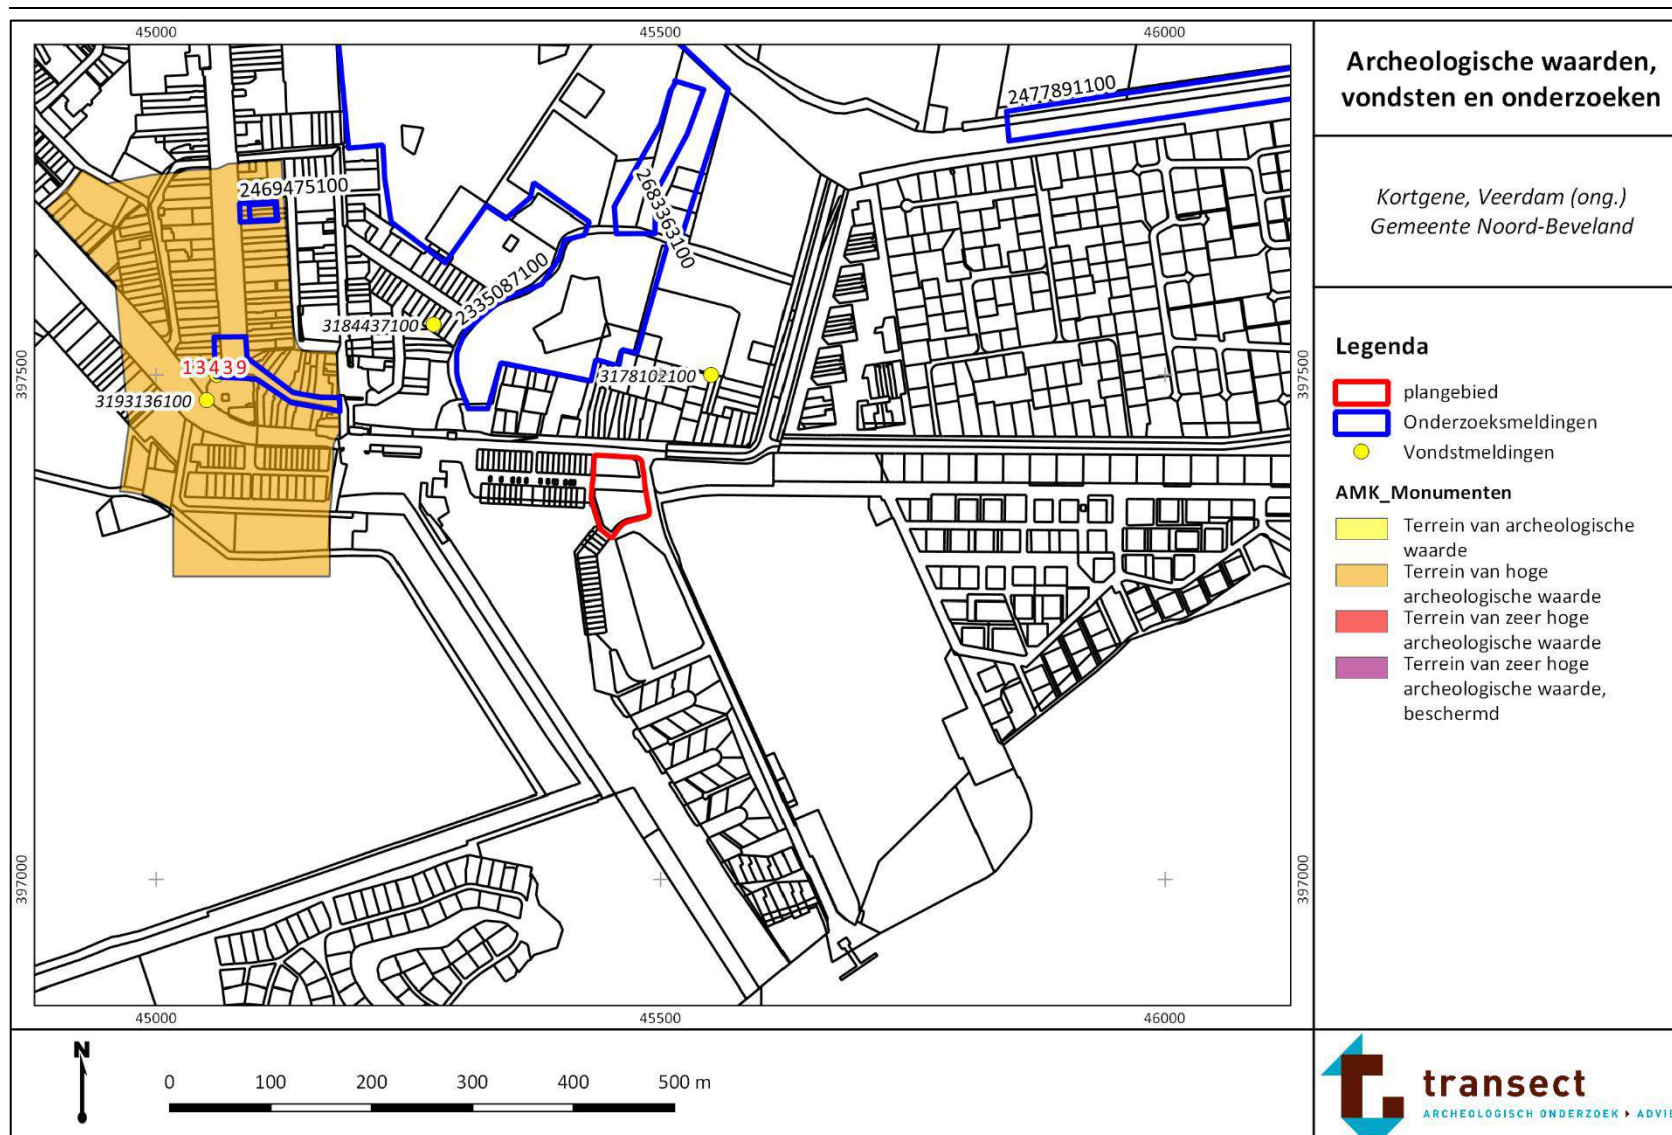 45000
45500
46000
Archeologische waarden,
vondsten en onderzoeken
Kortgene, Veerdam (ong.)
Gemeente Noord-Beveland
2477891100
2469475100
2683363100
2335087100
3184437100
397500
397500
13439
3178102100
3193136100
Legenda
plangebied
Onderzoeksmeldingen
Vondstmeldingen
AMK_Monumenten
Terrein van archeologische
waarde
Terrein van hoge
archeologische waarde
Terrein van zeer hoge
archeologische waarde
Terrein van zeer hoge
archeologische waarde,
beschermd
397000
397000
45000
45500
46000
N
0
100
200
300
400
500 m
transect
ARCHEOLOGISCH ONDERZOEK ADVIE